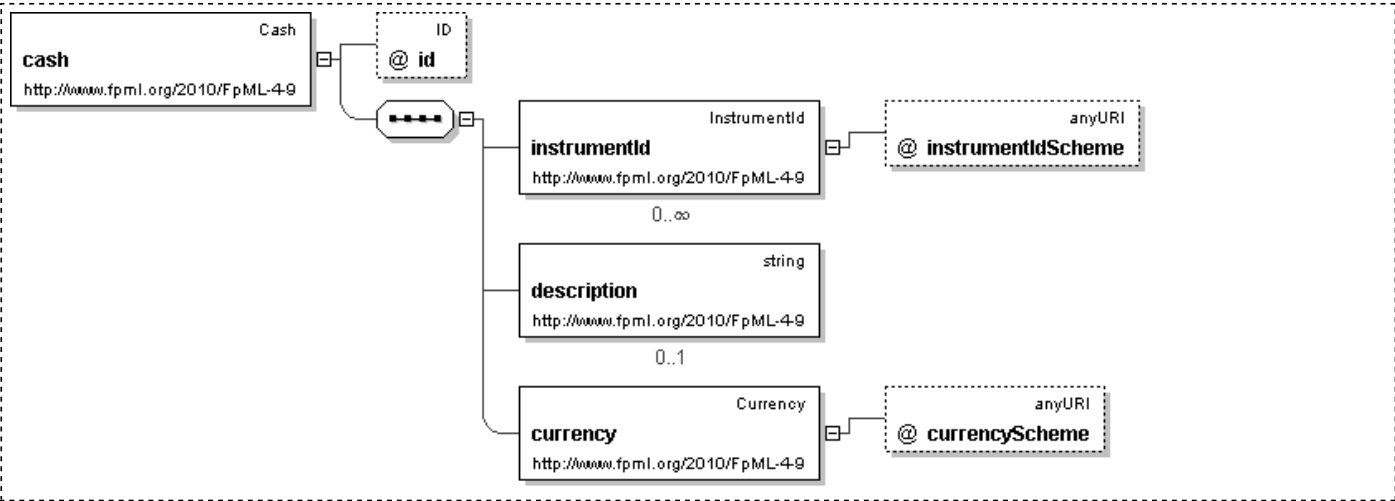 Cash
cash
http://www.fpml.org/2010/FpML-4-9
ID
@ id
InstrumentId
instrumentId
http://www.fpml.org/2010/FpML-4-9
0..∞
anyURI
@ instrumentIdScheme
string
description
http://www.fpml.org/2010/FpML-4-9
0..1
Currency
currency
http://www.fpml.org/2010/FpML-4-9
anyURI
@ currencyScheme